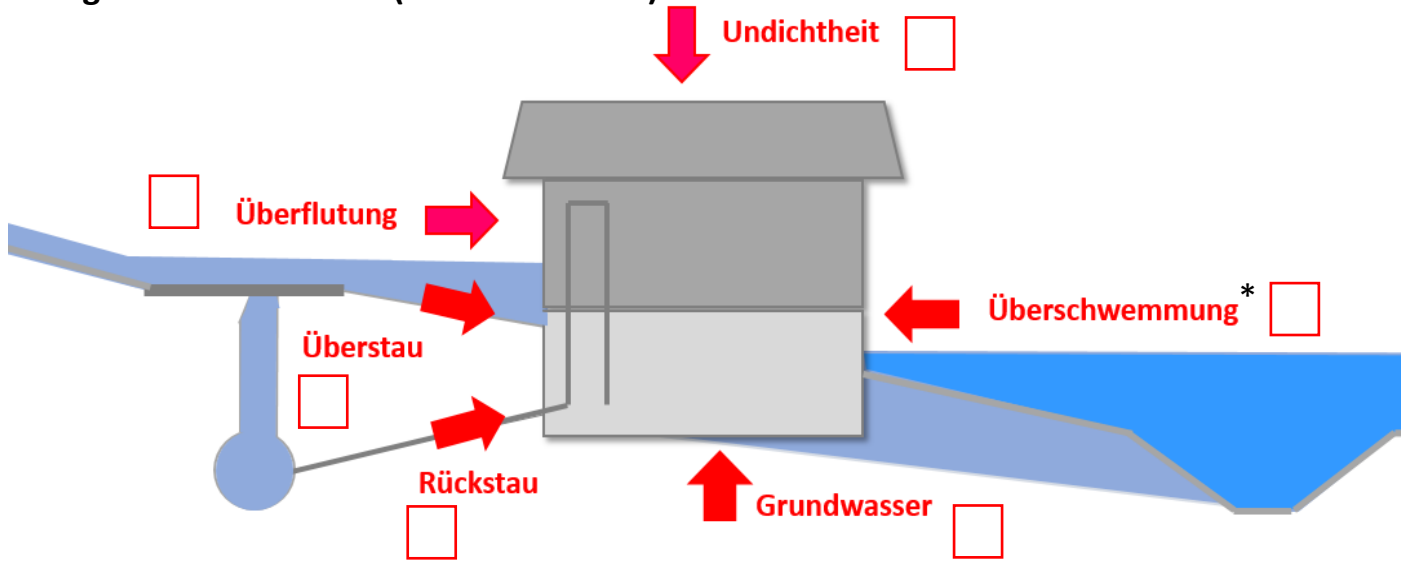 Undichtheit
Überflutung
Überschwemmung*
Überstau
Rückstau
Grundwasser